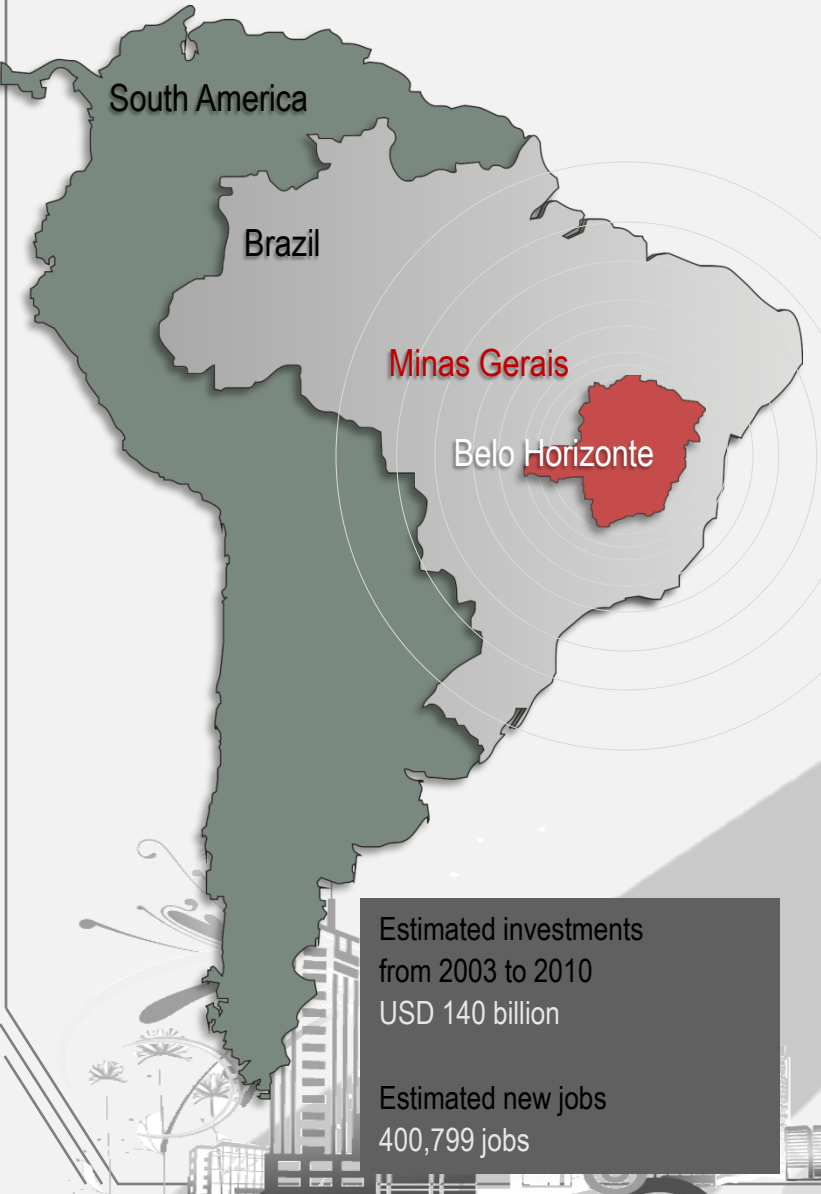 South America
Brazil
Minas Gerais
Belo Horizonte
Estimated investments
from 2003 to 2010
USD 140 billion
Estimated new jobs
400,799 jobs